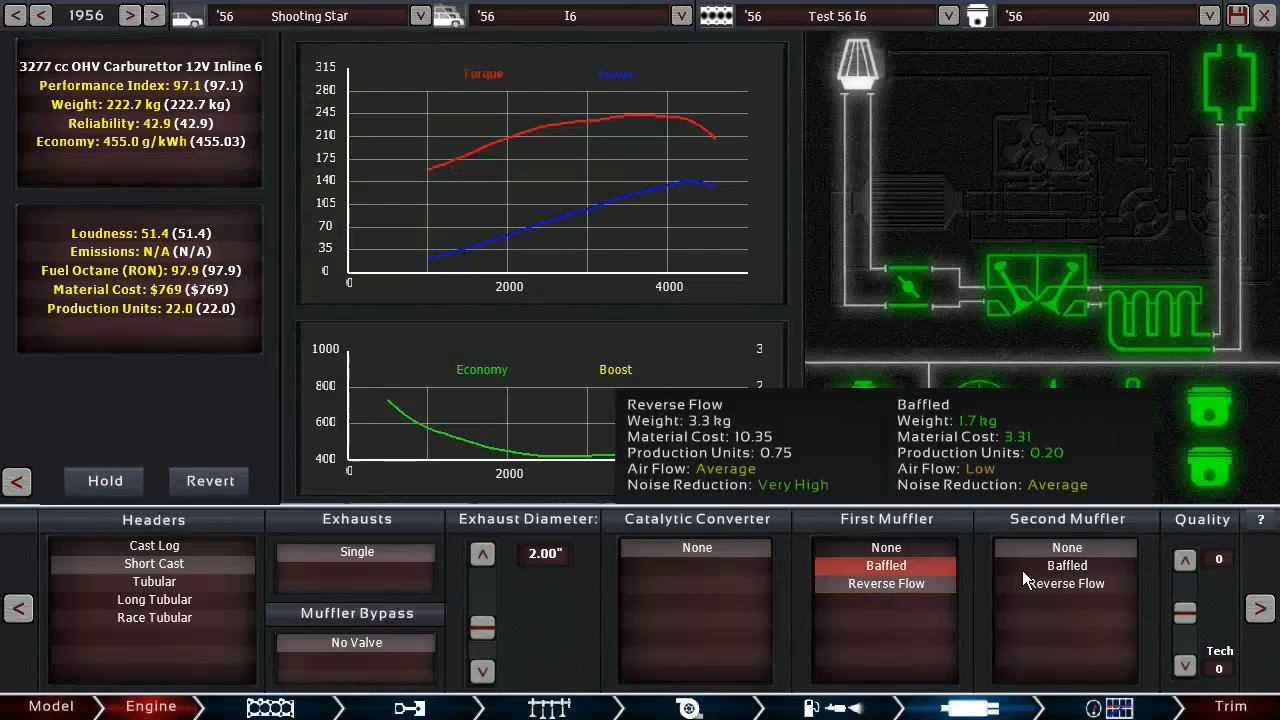 1956
'56 Shooting Star
'56 I6
'56 Test 56 I6
'56 200
3277 cc OHV Carburettor 12V Inline 6
Performance Index: 97.1 (97.1)
Weight: 222.7 kg (222.7 kg)
Reliability: 42.9 (42.9)
Economy: 455.0 g/kWh (455.03)
Loudness: 51.4 (51.4)
Emissions: N/A (N/A)
Fuel Octane (RON): 97.9 (97.9)
Material Cost: $769 ($769)
Production Units: 22.0 (22.0)
Hold
Revert
Torque
Power
315
280
245
210
175
140
105
70
35
0
0
2000
4000
1000
800
600
400
Economy
Boost
3
2
0
2000
Reverse Flow
Weight: 3.3 kg
Material Cost: 10.35
Production Units: 0.75
Air Flow: Average
Noise Reduction: Very High
Baffled
Weight: 1.7 kg
Material Cost: 3.31
Production Units: 0.20
Air Flow: Low
Noise Reduction: Average
Headers
Cast Log
Short Cast
Tubular
Long Tubular
Race Tubular
Exhausts
Single
Muffler Bypass
No Valve
Exhaust Diameter:
2.00"
Catalytic Converter
None
First Muffler
None
Baffled
Reverse Flow
Second Muffler
None
Baffled
Reverse Flow
Quality
0
Tech
0
?
Model
Engine
Trim